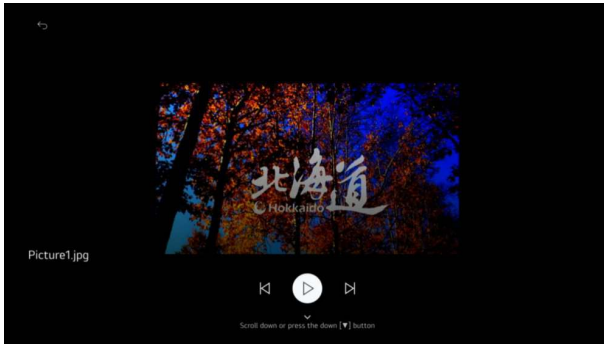 北海道
Hokkaido
Picture1.jpg
Scroll down or press the down [▼] button